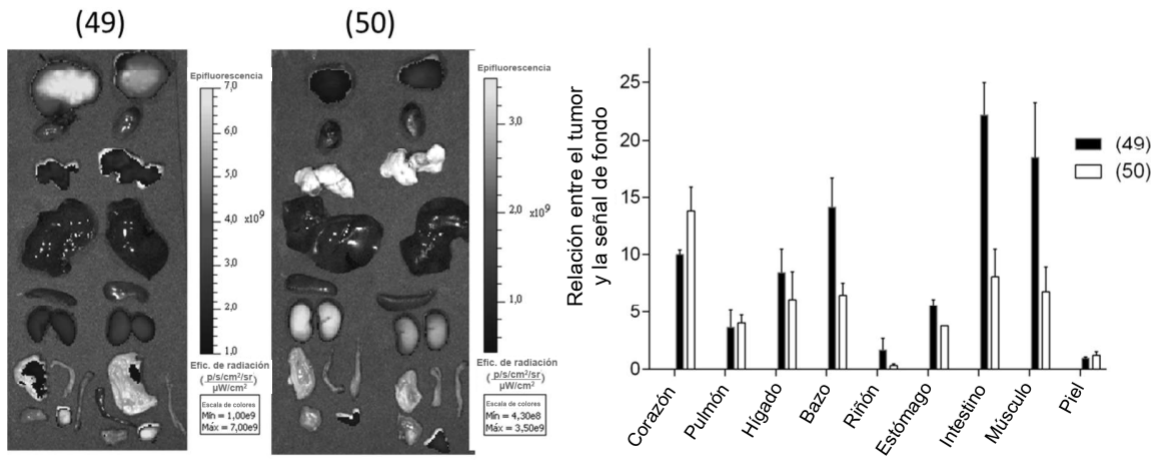 (49)
Epifluorescencia
7,0
6,0
5,0
4,0 x10⁹
3,0
2,0
1,0
Efic. de radiación
(p/s/cm²/sr)
µW/cm²
Escala de colores
Mín = 1,00e9
Máx = 7,00e9
(50)
Epifluorescencia
3,0
2,0 x10⁹
1,0
Efic. de radiación
(p/s/cm²/sr)
µW/cm²
Escala de colores
Mín = 4,30e8
Máx = 3,50e9
Relación entre el tumor
y la señal de fondo
25
20
15
10
5
0
(49)
(50)
Corazón
Pulmón
Hígado
Bazo
Riñón
Estómago
Intestino
Músculo
Piel